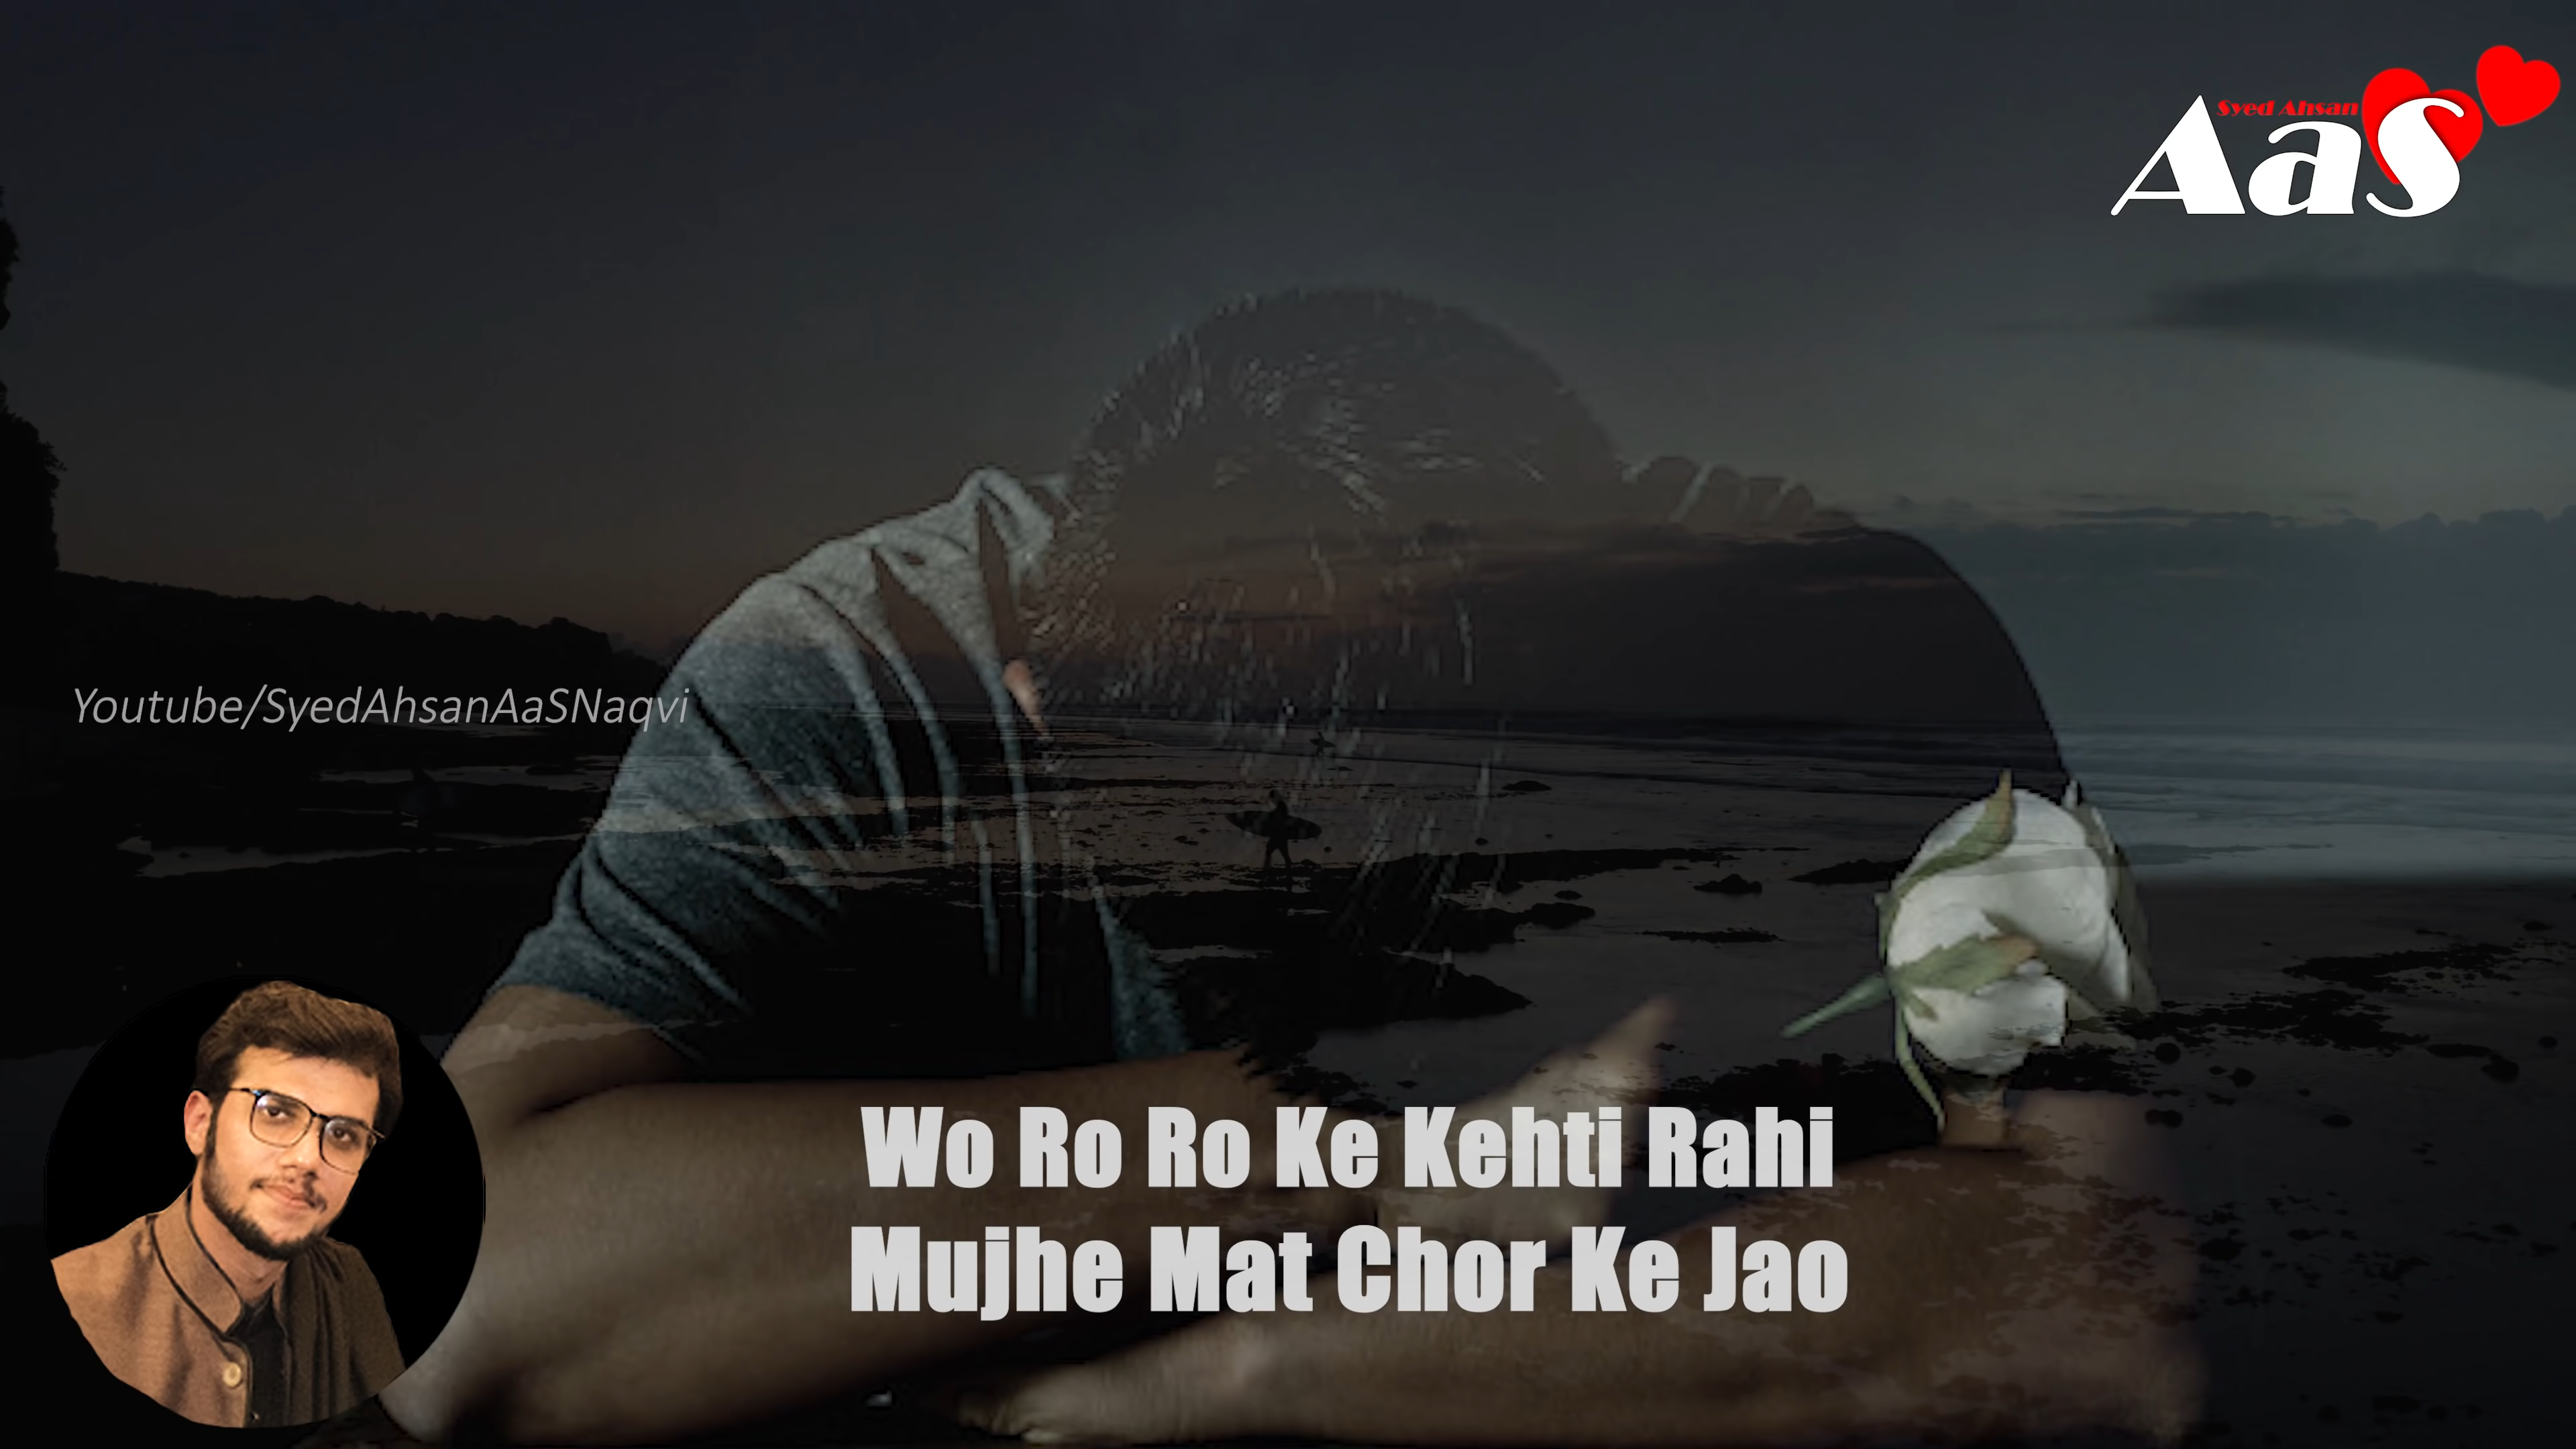 Syed Ahsan
AaS
Youtube/SyedAhsanAaSNaqvi
Wo Ro Ro Ke Kehti Rahi
Mujhe Mat Chor Ke Jao